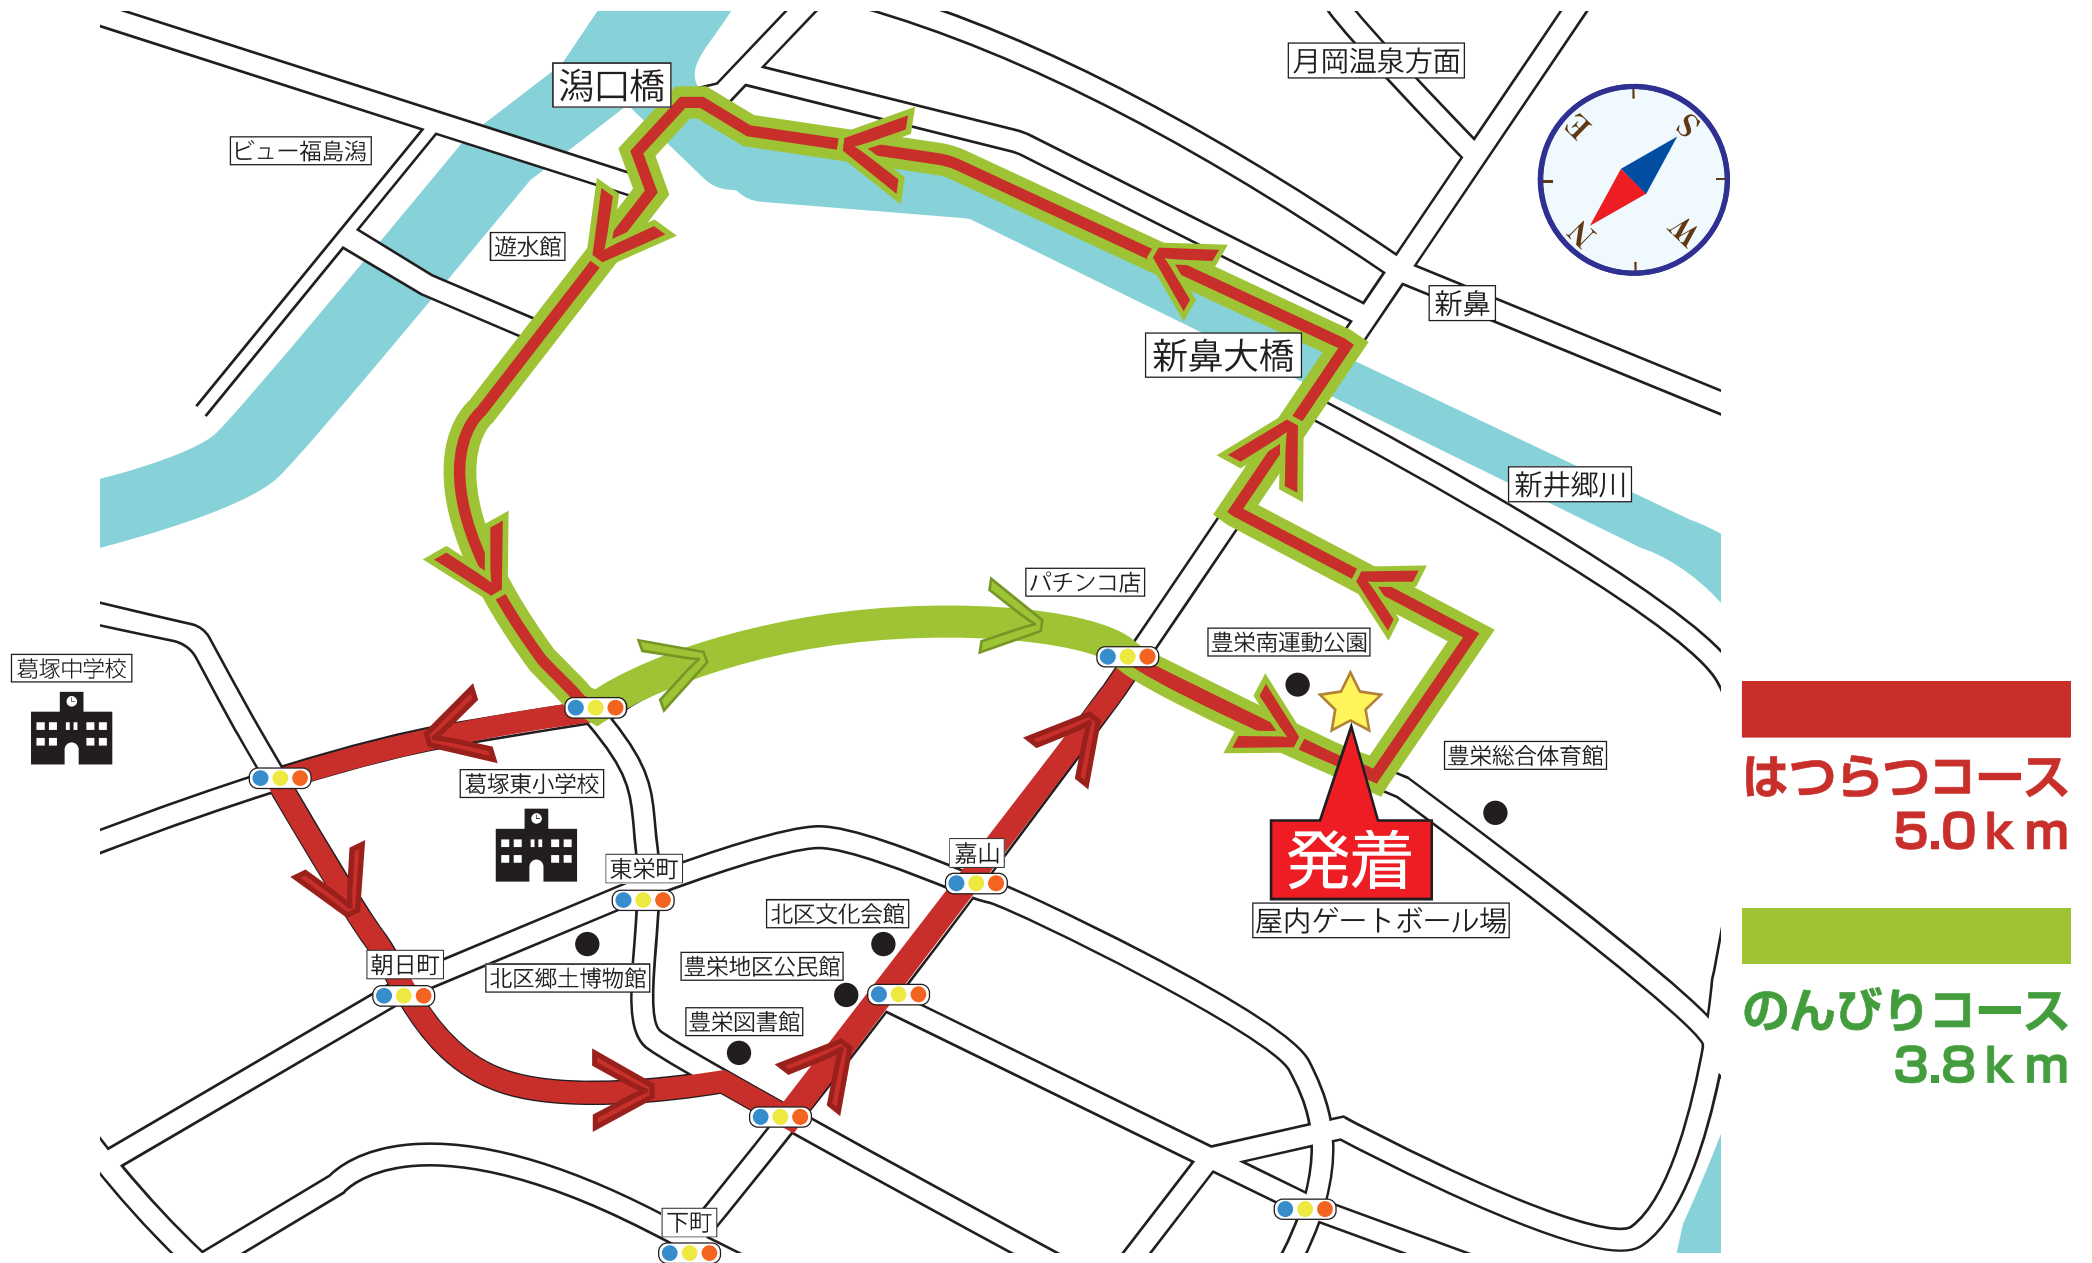 潟口橋
月岡温泉方面
ビュー福島潟
遊水館
新鼻
新鼻大橋
新井郷川
パチンコ店
豊栄南運動公園
葛塚中学校
豊栄総合体育館
葛塚東小学校
発着
屋内ゲートボール場
東栄町
嘉山
北区文化会館
朝日町
北区郷土博物館
豊栄地区公民館
豊栄図書館
下町
E
S
N
W
はつらつコース
5.0km
のんびりコース
3.8km